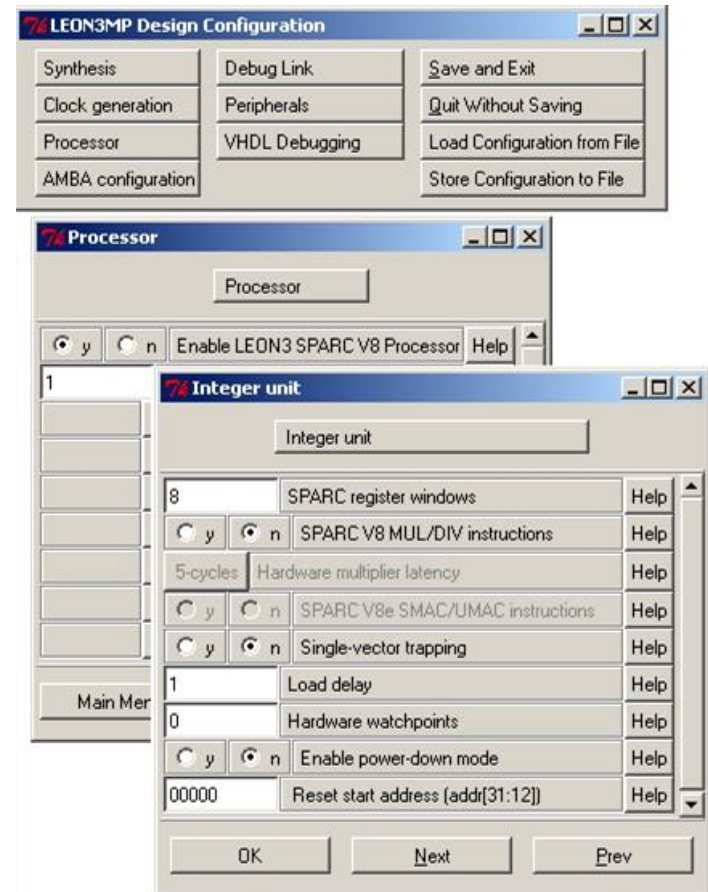 LEON3MP Design Configuration
Synthesis Debug Link Save and Exit
Clock generation Peripherals Quit Without Saving
Processor VHDL Debugging Load Configuration from File
AMBA configuration Store Configuration to File
Processor
Processor
y n Enable LEON3 SPARC V8 Processor Help
1
Main Mer
Integer unit
Integer unit
8 SPARC register windows Help
y n SPARC V8 MUL/DIV instructions Help
5-cycles Hardware multiplier latency Help
y n SPARC V8e SMAC/UMAC instructions Help
y n Single-vector trapping Help
1 Load delay Help
0 Hardware watchpoints Help
y n Enable power-down mode Help
00000 Reset start address (addr[31:12]) Help
OK Next Prev